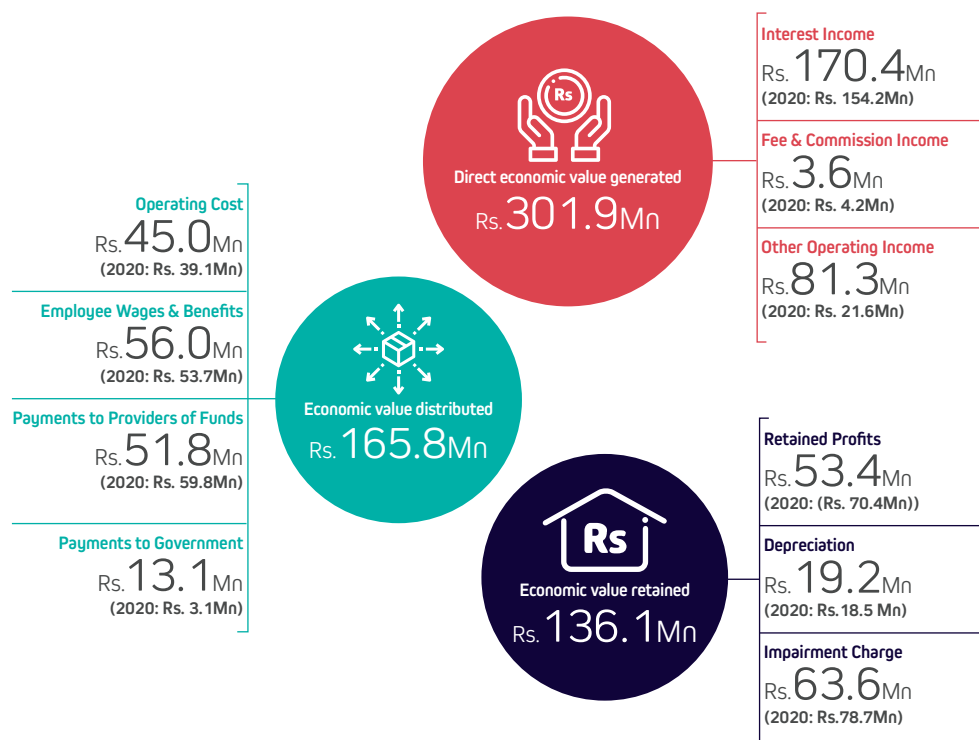 Rs
Direct economic value generated
Rs. 301.9Mn
Interest Income
Rs. 170.4Mn
(2020: Rs. 154.2Mn)
Fee & Commission Income
Rs. 3.6Mn
(2020: Rs. 4.2Mn)
Other Operating Income
Rs. 81.3Mn
(2020: Rs. 21.6Mn)
Operating Cost
Rs. 45.0Mn
(2020: Rs. 39.1Mn)
Employee Wages & Benefits
Rs. 56.0Mn
(2020: Rs. 53.7Mn)
Payments to Providers of Funds
Rs. 51.8Mn
(2020: Rs. 59.8Mn)
Payments to Government
Rs. 13.1Mn
(2020: Rs. 3.1Mn)
Economic value distributed
Rs. 165.8Mn
Rs
Economic value retained
Rs. 136.1Mn
Retained Profits
Rs. 53.4Mn
(2020: (Rs. 70.4Mn))
Depreciation
Rs. 19.2Mn
(2020: Rs.18.5 Mn)
Impairment Charge
Rs. 63.6Mn
(2020: Rs.78.7Mn)